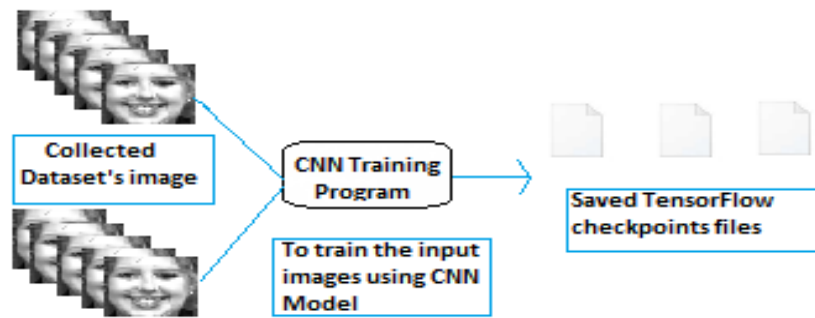 Collected
Dataset's image
CNN Training
Program
To train the input
images using CNN
Model
Saved TensorFlow
checkpoints files